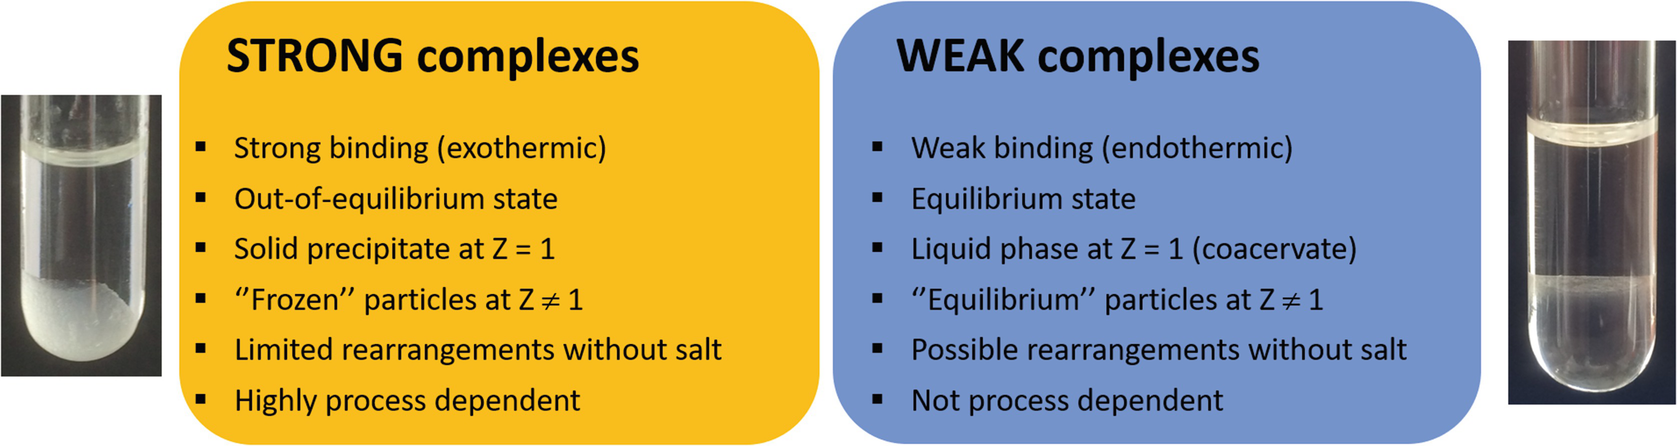 STRONG complexes
▪ Strong binding (exothermic)
▪ Out-of-equilibrium state
▪ Solid precipitate at Z = 1
▪ ‘’Frozen’’ particles at Z ≠ 1
▪ Limited rearrangements without salt
▪ Highly process dependent
WEAK complexes
▪ Weak binding (endothermic)
▪ Equilibrium state
▪ Liquid phase at Z = 1 (coacervate)
▪ ‘’Equilibrium’’ particles at Z ≠ 1
▪ Possible rearrangements without salt
▪ Not process dependent